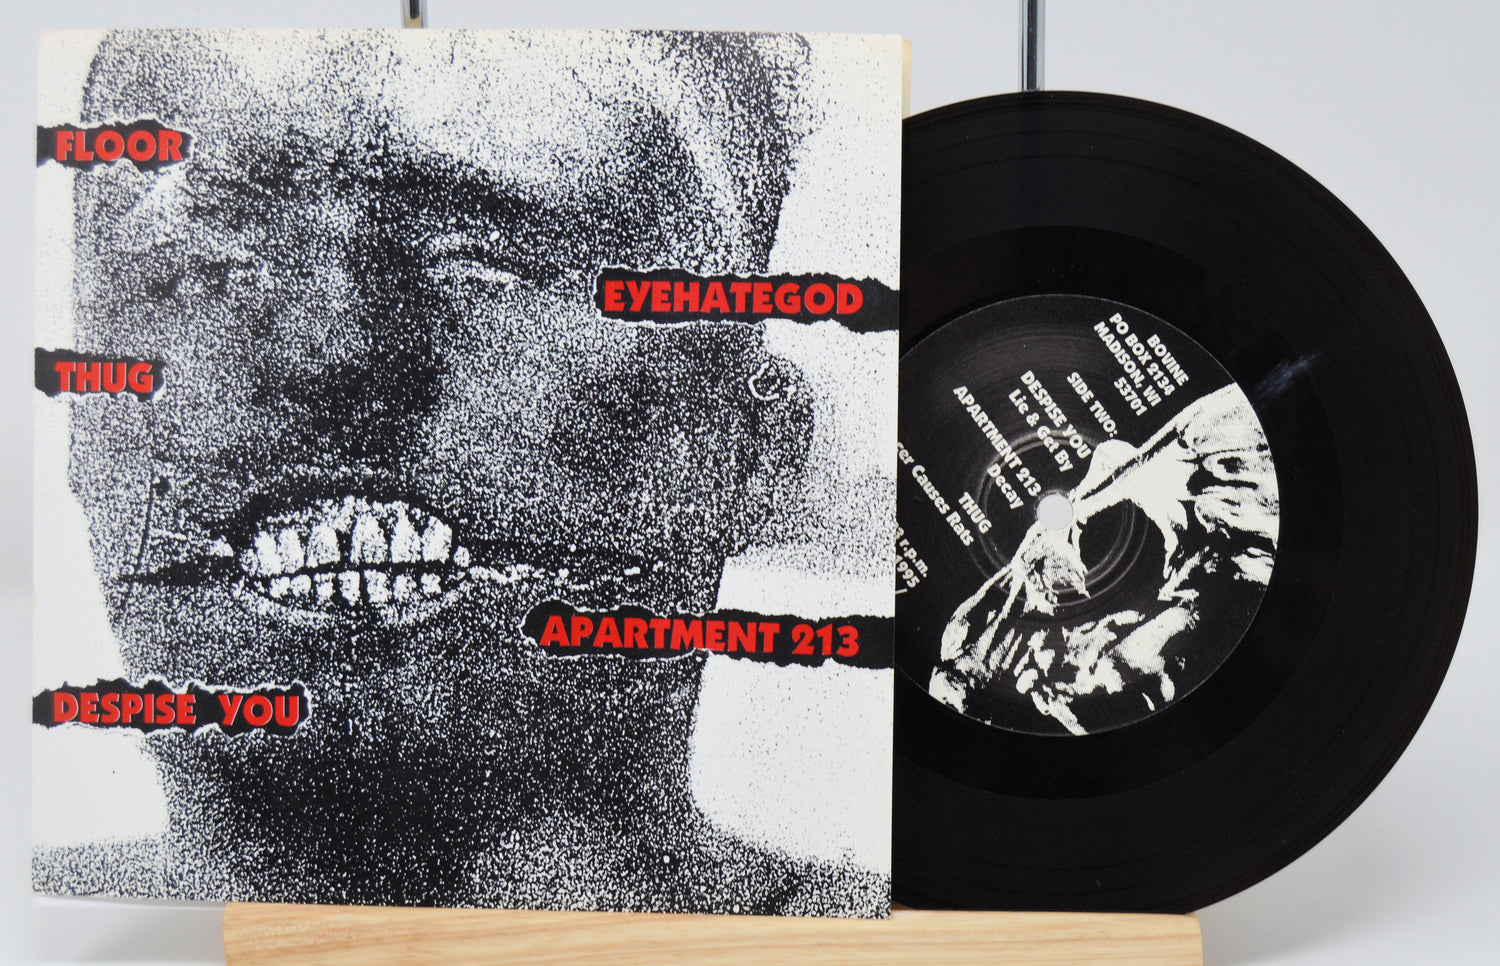 FLOOR
EYEHATEGOD
THUG
APARTMENT 213
DESPISE YOU
BOVINE
PO BOX 2134
MADISON, WI
53701
SIDE TWO:
DESPISE YOU
Lie & Get By
APARTMENT 213
Decay
THUG
Causes Rats
r.p.m.
1995